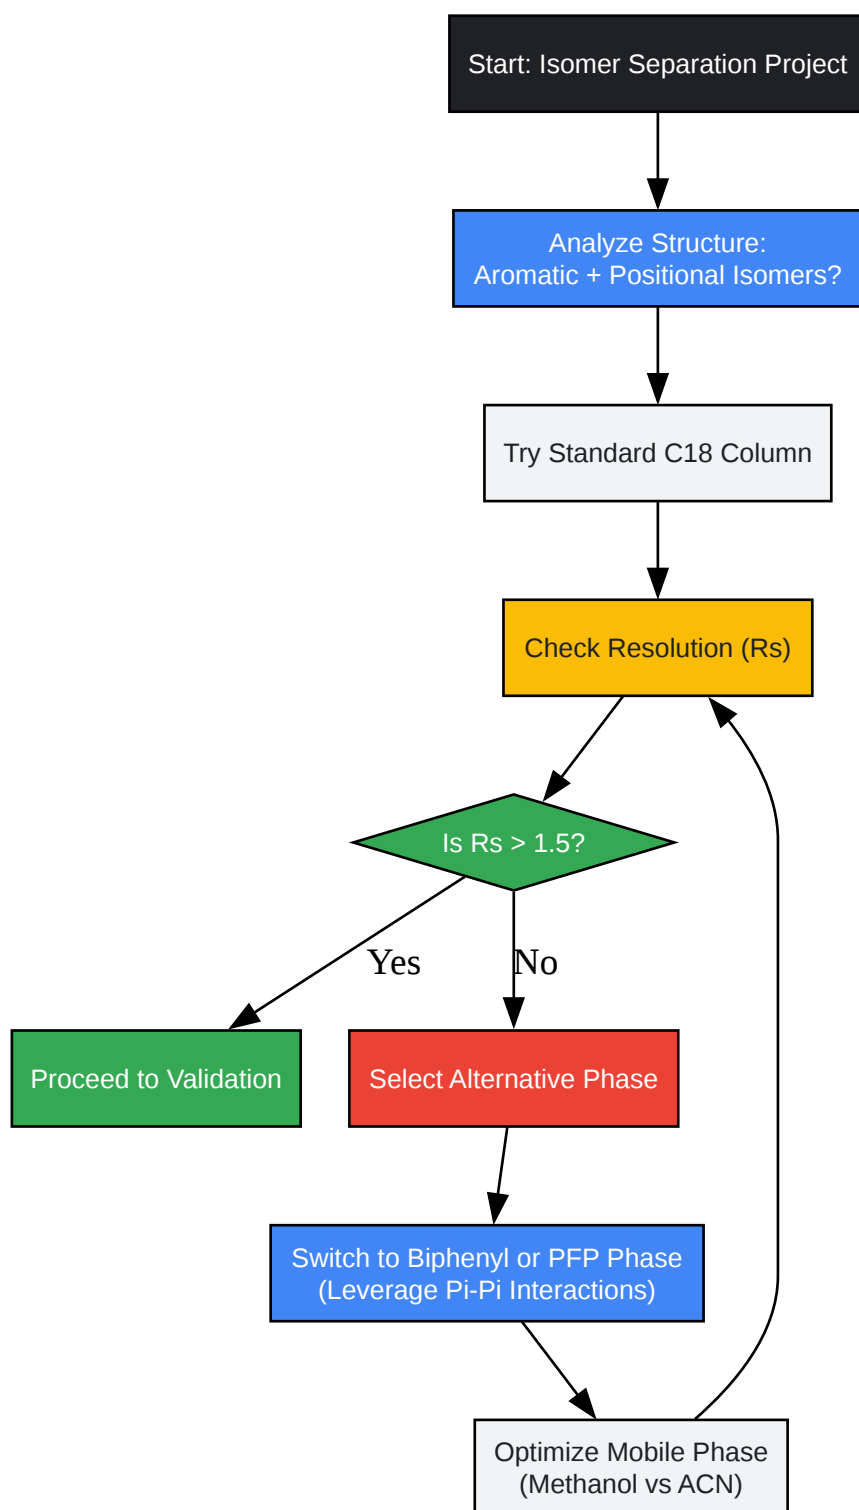 Start: Isomer Separation Project
Analyze Structure:
Aromatic + Positional Isomers?
Try Standard C18 Column
Check Resolution (Rs)
Is Rs > 1.5?
Yes
No
Proceed to Validation
Select Alternative Phase
Switch to Biphenyl or PFP Phase
(Leverage Pi-Pi Interactions)
Optimize Mobile Phase
(Methanol vs ACN)